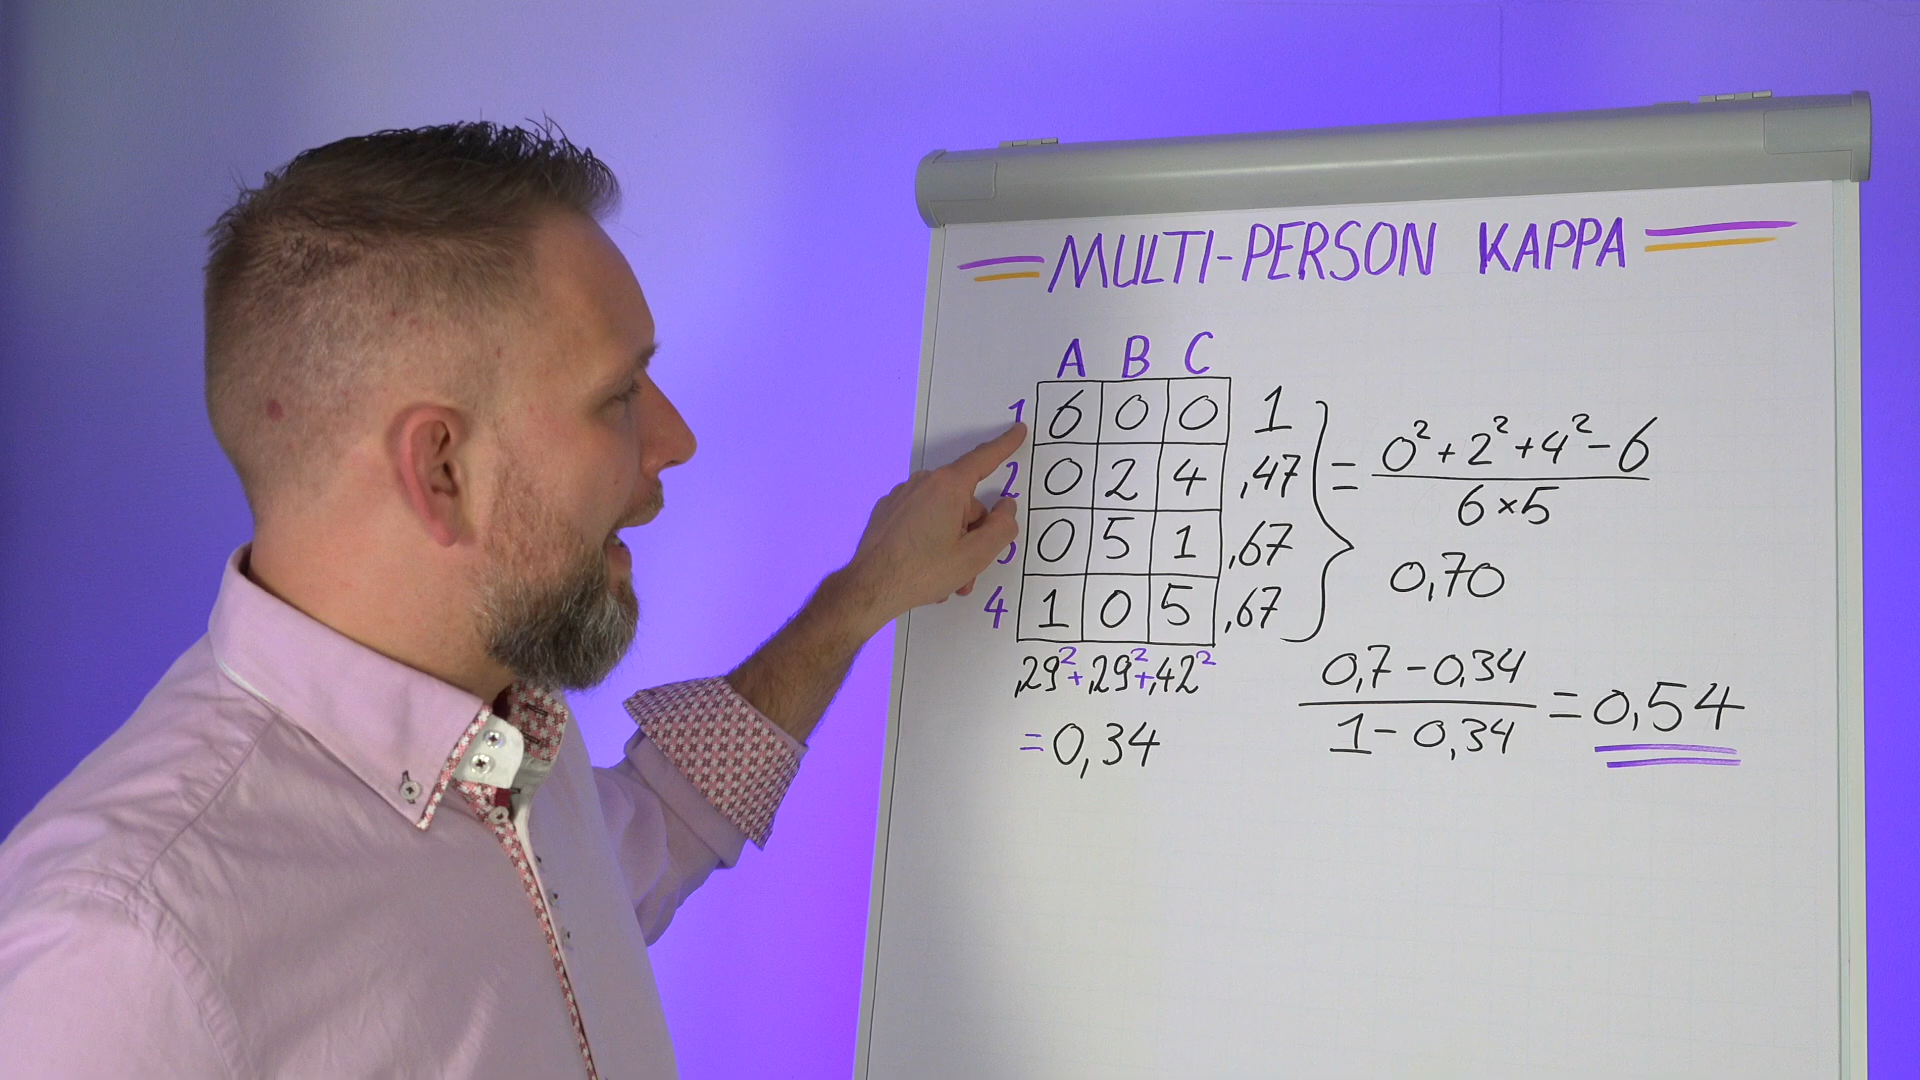 MULTI-PERSON KAPPA
A B C
1 6 0 0 1
2 0 2 4 ,47
0 5 1 ,67
4 1 0 5 ,67
= 0² + 2² + 4² - 6
6 × 5
0,70
,29² + ,29² + ,42²
= 0,34
0,7 - 0,34
1 - 0,34
= 0,54